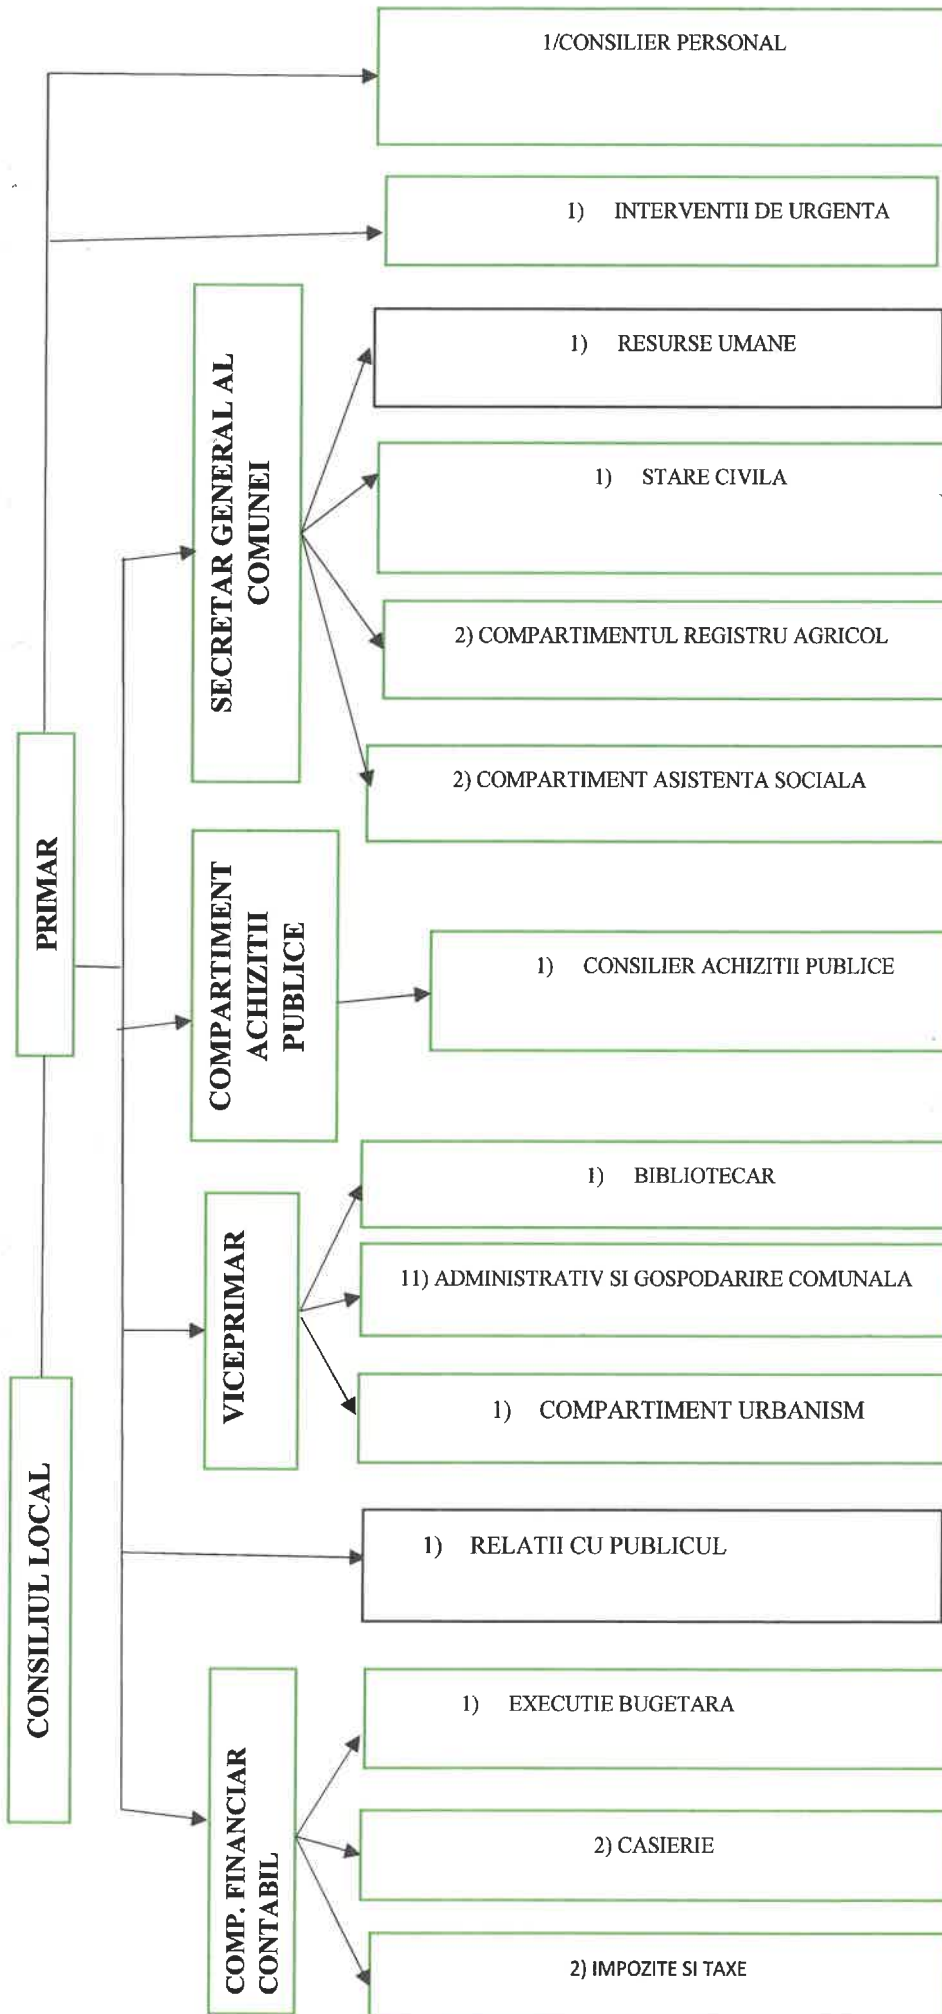 1/CONSILIER PERSONAL
1) INTERVENTII DE URGENTA
SECRETAR GENERAL AL
COMUNEI
1) RESURSE UMANE
1) STARE CIVILA
2) COMPARTIMENTUL REGISTRU AGRICOL
2) COMPARTIMENT ASISTENTA SOCIALA
PRIMAR
COMPARTIMENT
ACHIZITII
PUBLICE
1) CONSILIER ACHIZITII PUBLICE
VICEPRIMAR
1) BIBLIOTECAR
11) ADMINISTRATIV SI GOSPODARIRE COMUNALA
1) COMPARTIMENT URBANISM
CONSILIUL LOCAL
1) RELATII CU PUBLICUL
COMP. FINANCIAR
CONTABIL
1) EXECUTIE BUGETARA
2) CASIERIE
2) IMPOZITE SI TAXE